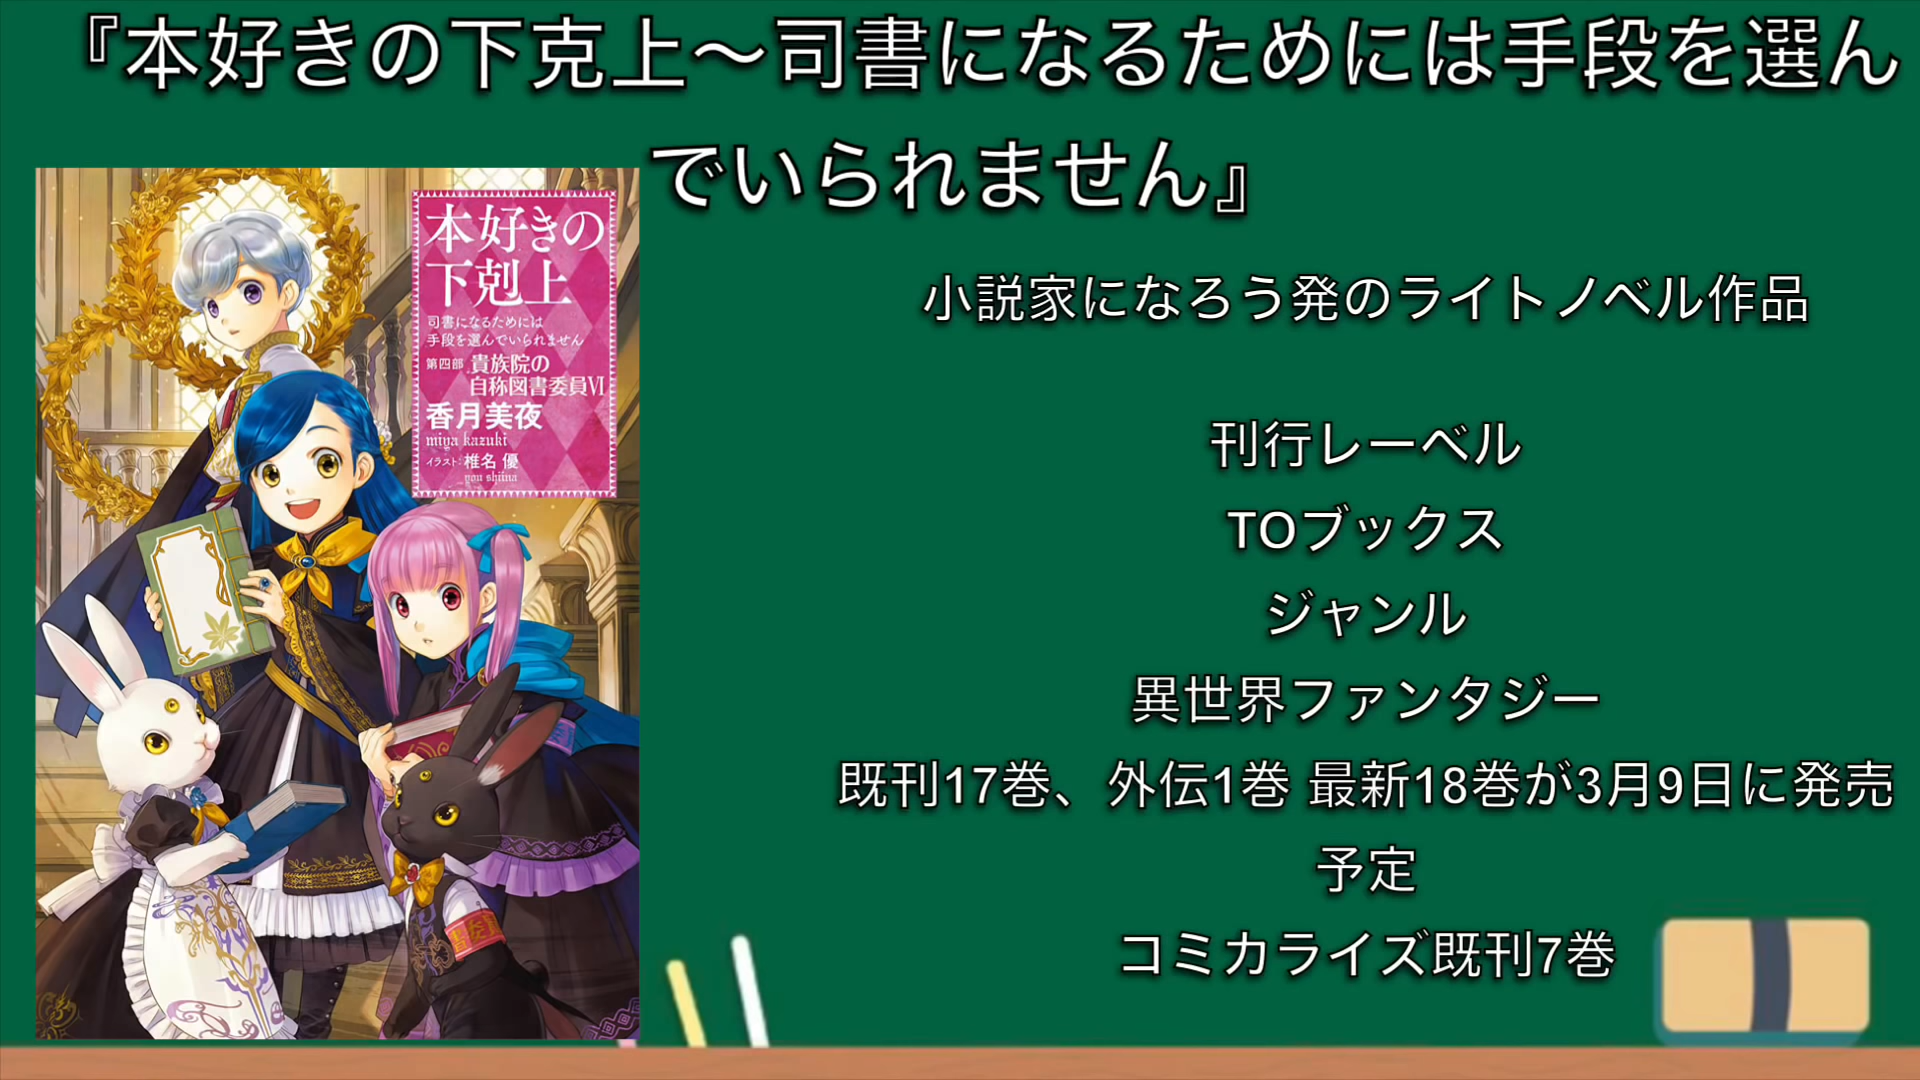 『本好きの下克上～司書になるためには手段を選ん
でいられません』
本好きの
下剋上
司書になるためには
手段を選んでいられません
第四部 貴族院の
自称図書委員Ⅵ
香月美夜
miya kazuki
イラスト:椎名 優
you shiina
小説家になろう発のライトノベル作品
刊行レーベル
TOブックス
ジャンル
異世界ファンタジー
既刊17巻、外伝1巻 最新18巻が3月9日に発売
予定
コミカライズ既刊7巻
書委員